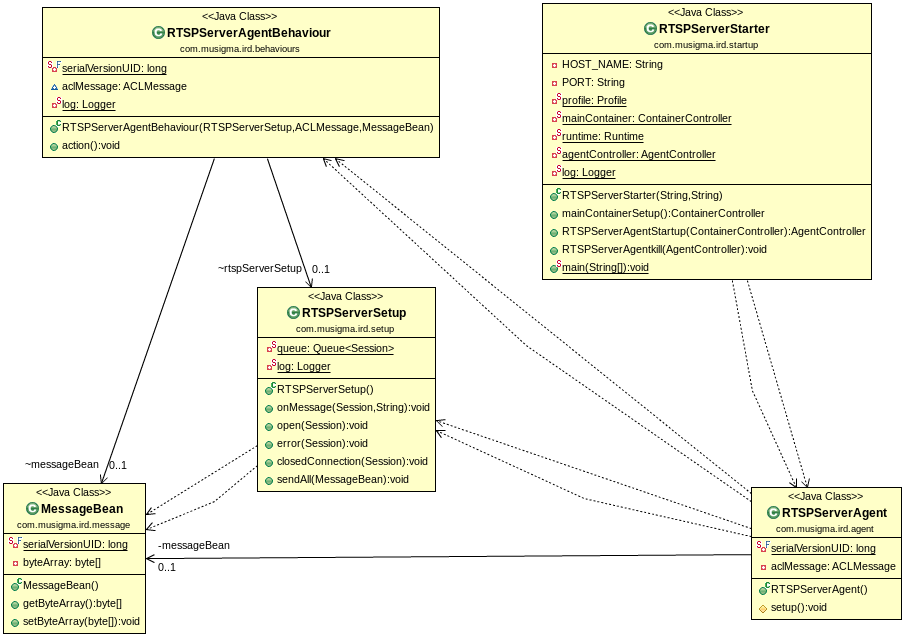 <<Java Class>>
RTSPServerAgentBehaviour
com.musigma.ird.behaviours
serialVersionUID: long
aclMessage: ACLMessage
log: Logger
RTSPServerAgentBehaviour(RTSPServerSetup,ACLMessage,MessageBean)
action():void
<<Java Class>>
RTSPServerStarter
com.musigma.ird.startup
HOST_NAME: String
PORT: String
profile: Profile
mainContainer: ContainerController
runtime: Runtime
agentController: AgentController
log: Logger
RTSPServerStarter(String,String)
mainContainerSetup():ContainerController
RTSPServerAgentStartup(ContainerController):AgentController
RTSPServerAgentkill(AgentController):void
main(String[]):void
~rtspServerSetup 0..1
<<Java Class>>
RTSPServerSetup
com.musigma.ird.setup
queue: Queue<Session>
log: Logger
RTSPServerSetup()
onMessage(Session,String):void
open(Session):void
error(Session):void
closedConnection(Session):void
sendAll(MessageBean):void
~messageBean 0..1
<<Java Class>>
MessageBean
com.musigma.ird.message
serialVersionUID: long
byteArray: byte[]
MessageBean()
getByteArray():byte[]
setByteArray(byte[]):void
-messageBean
0..1
<<Java Class>>
RTSPServerAgent
com.musigma.ird.agent
serialVersionUID: long
aclMessage: ACLMessage
RTSPServerAgent()
setup():void